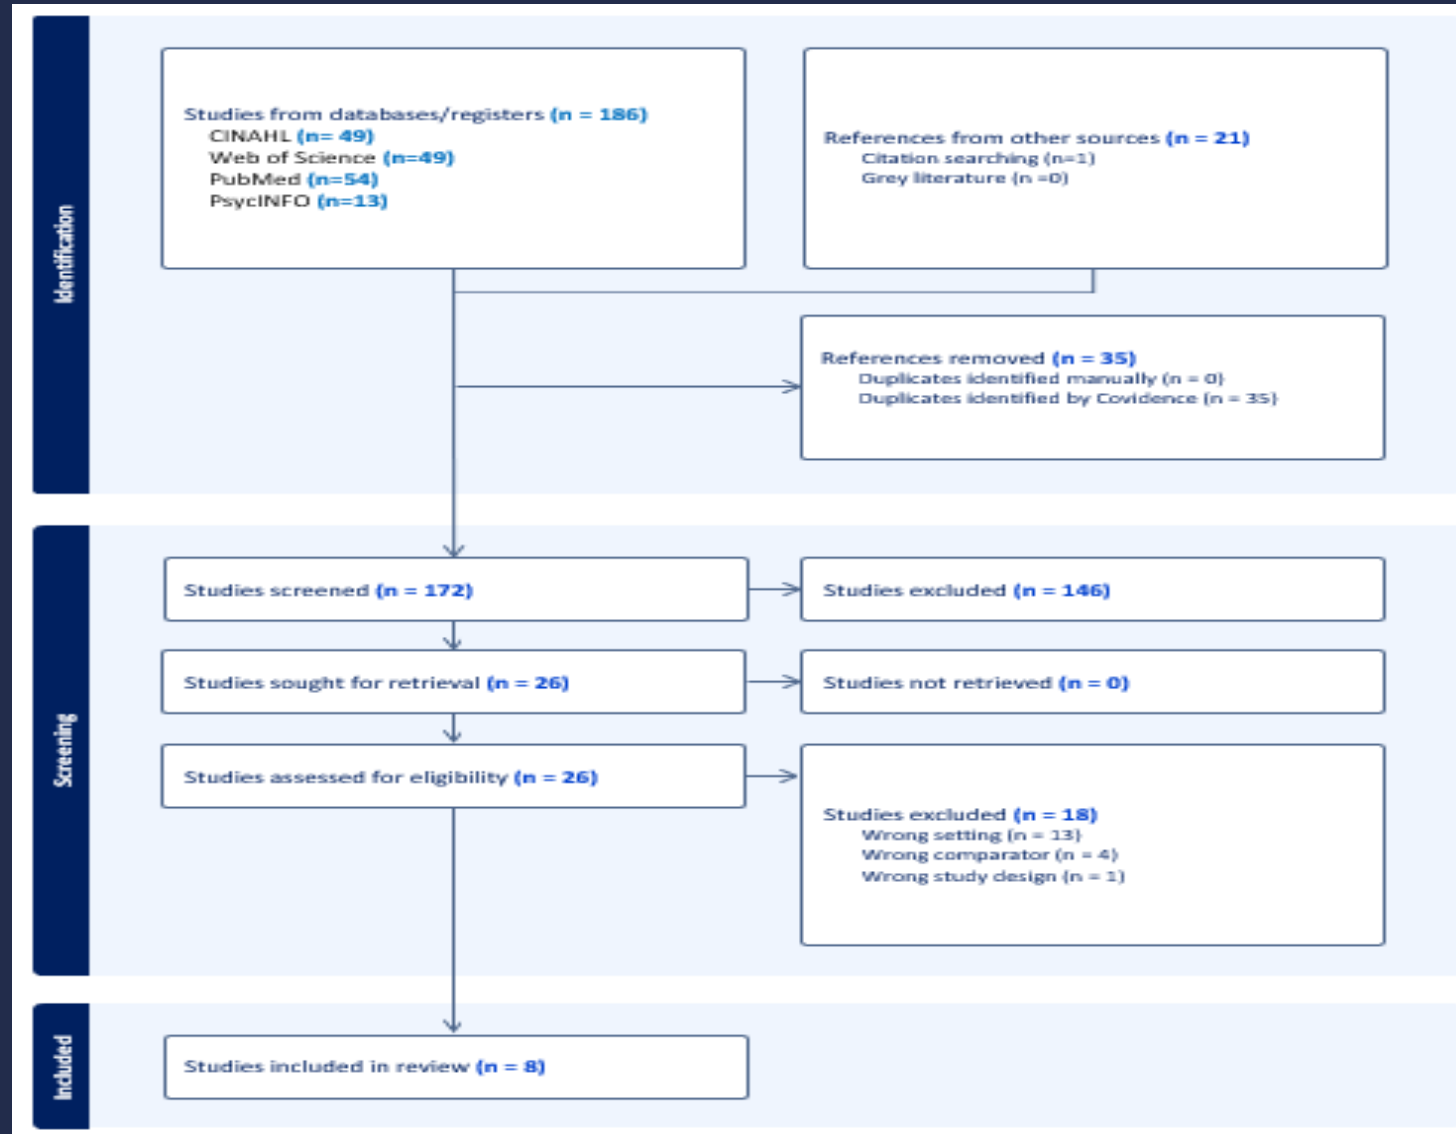 Identification
Studies from databases/registers (n = 186)
CINAHL (n= 49)
Web of Science (n=49)
PubMed (n=54)
PsycINFO (n=13)
References from other sources (n = 21)
Citation searching (n=1)
Grey literature (n =0)
References removed (n = 35)
Duplicates identified manually (n = 0)
Duplicates identified by Covidence (n = 35)
Screening
Studies screened (n = 172)
Studies excluded (n = 146)
Studies sought for retrieval (n = 26)
Studies not retrieved (n = 0)
Studies assessed for eligibility (n = 26)
Studies excluded (n = 18)
Wrong setting (n = 13)
Wrong comparator (n = 4)
Wrong study design (n = 1)
Included
Studies included in review (n = 8)